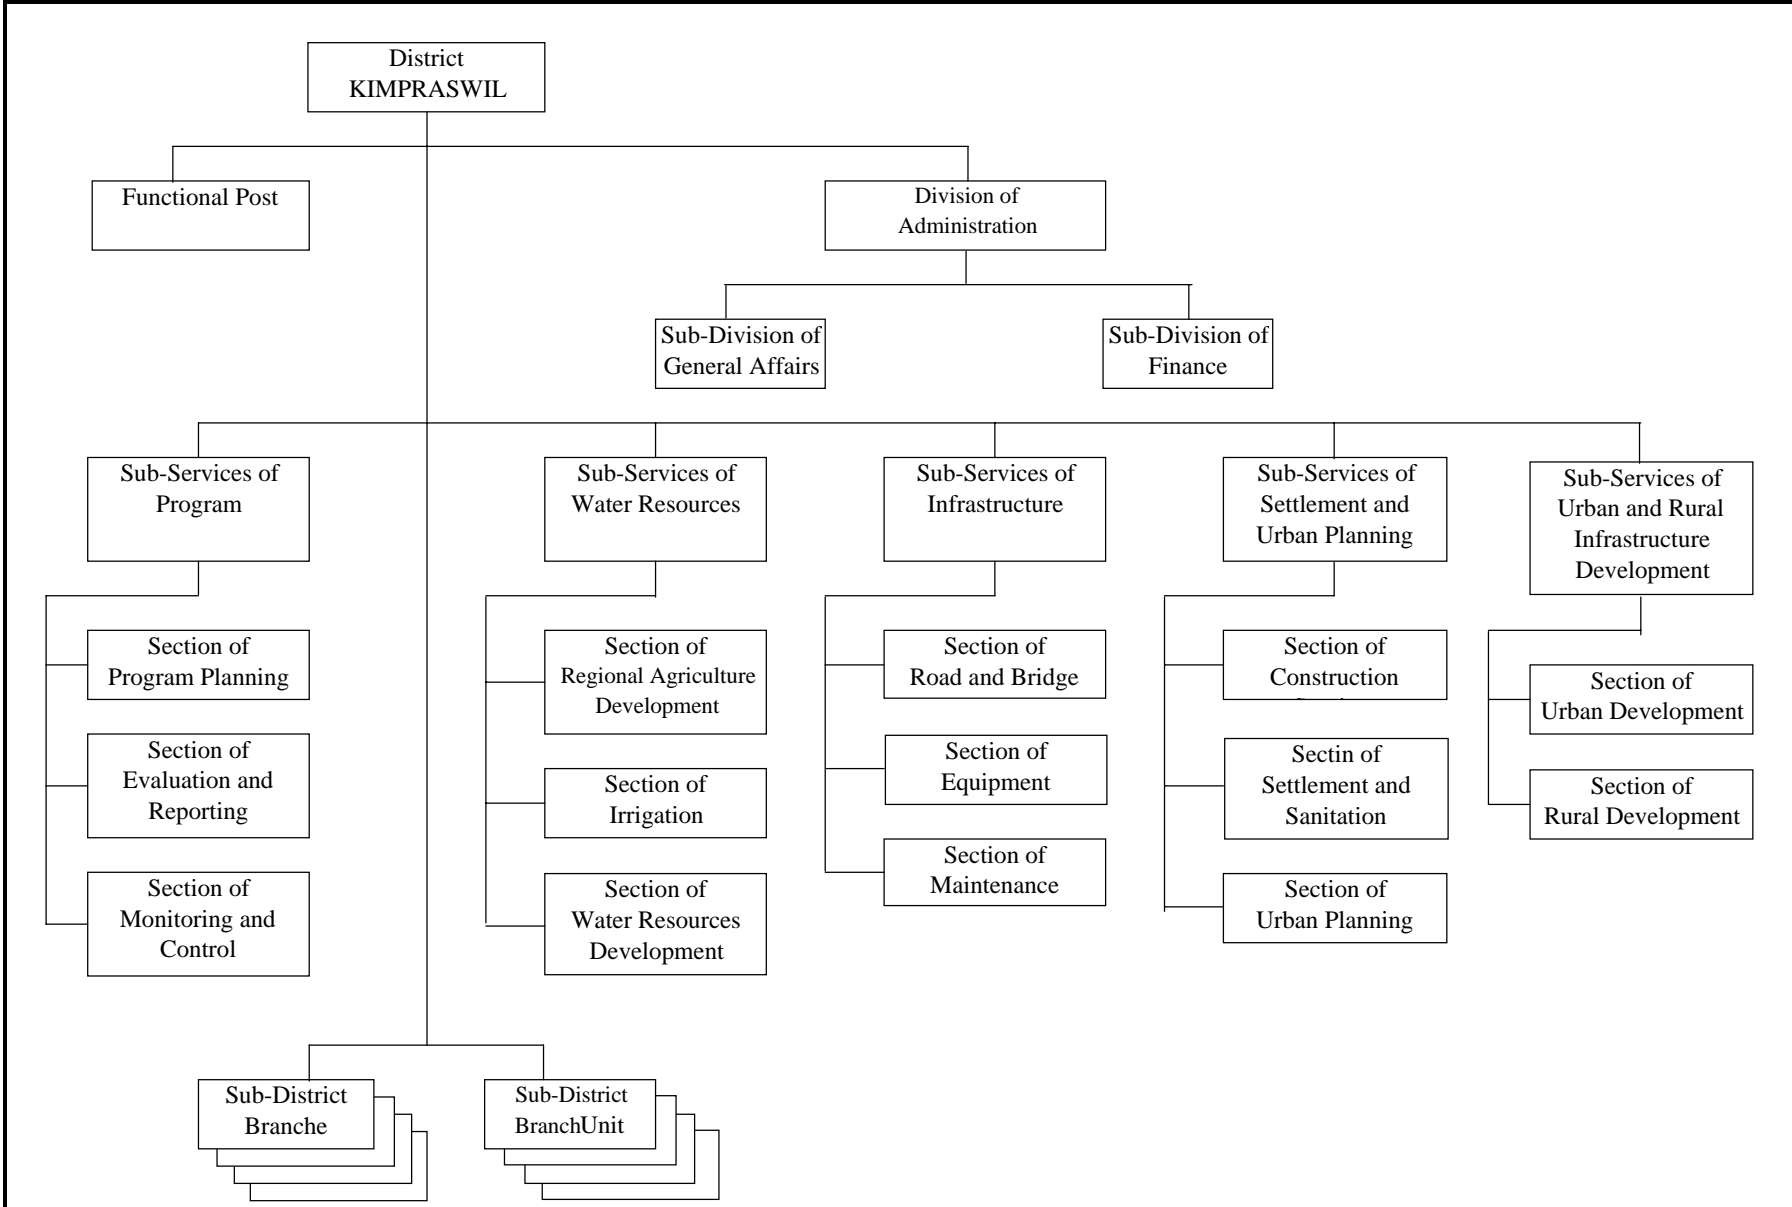 District
KIMPRASWIL
Functional Post
Division of
Administration
Sub-Division of
General Affairs
Sub-Division of
Finance
Sub-Services of
Program
Sub-Services of
Water Resources
Sub-Services of
Infrastructure
Sub-Services of
Settlement and
Urban Planning
Sub-Services of
Urban and Rural
Infrastructure
Development
Section of
Program Planning
Section of
Evaluation and
Reporting
Section of
Monitoring and
Control
Section of
Regional Agriculture
Development
Section of
Irrigation
Section of
Water Resources
Development
Section of
Road and Bridge
Section of
Equipment
Section of
Maintenance
Section of
Construction
Sectin of
Settlement and
Sanitation
Section of
Urban Planning
Section of
Urban Development
Section of
Rural Development
Sub-District
Branche
Sub-District
BranchUnit